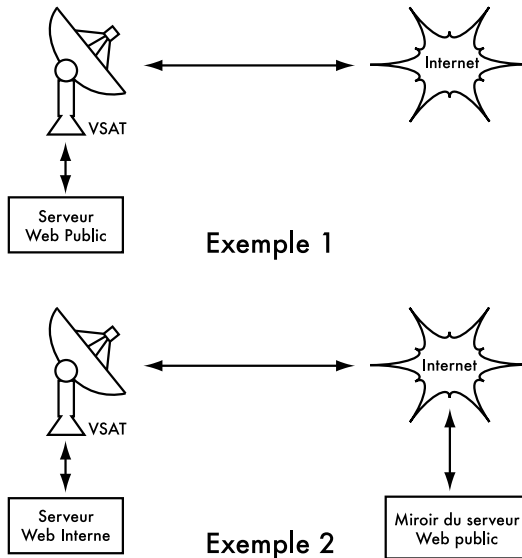 Internet
VSAT
Serveur
Web Public
Exemple 1
Internet
VSAT
Serveur
Web Interne
Miroir du serveur
Web public
Exemple 2